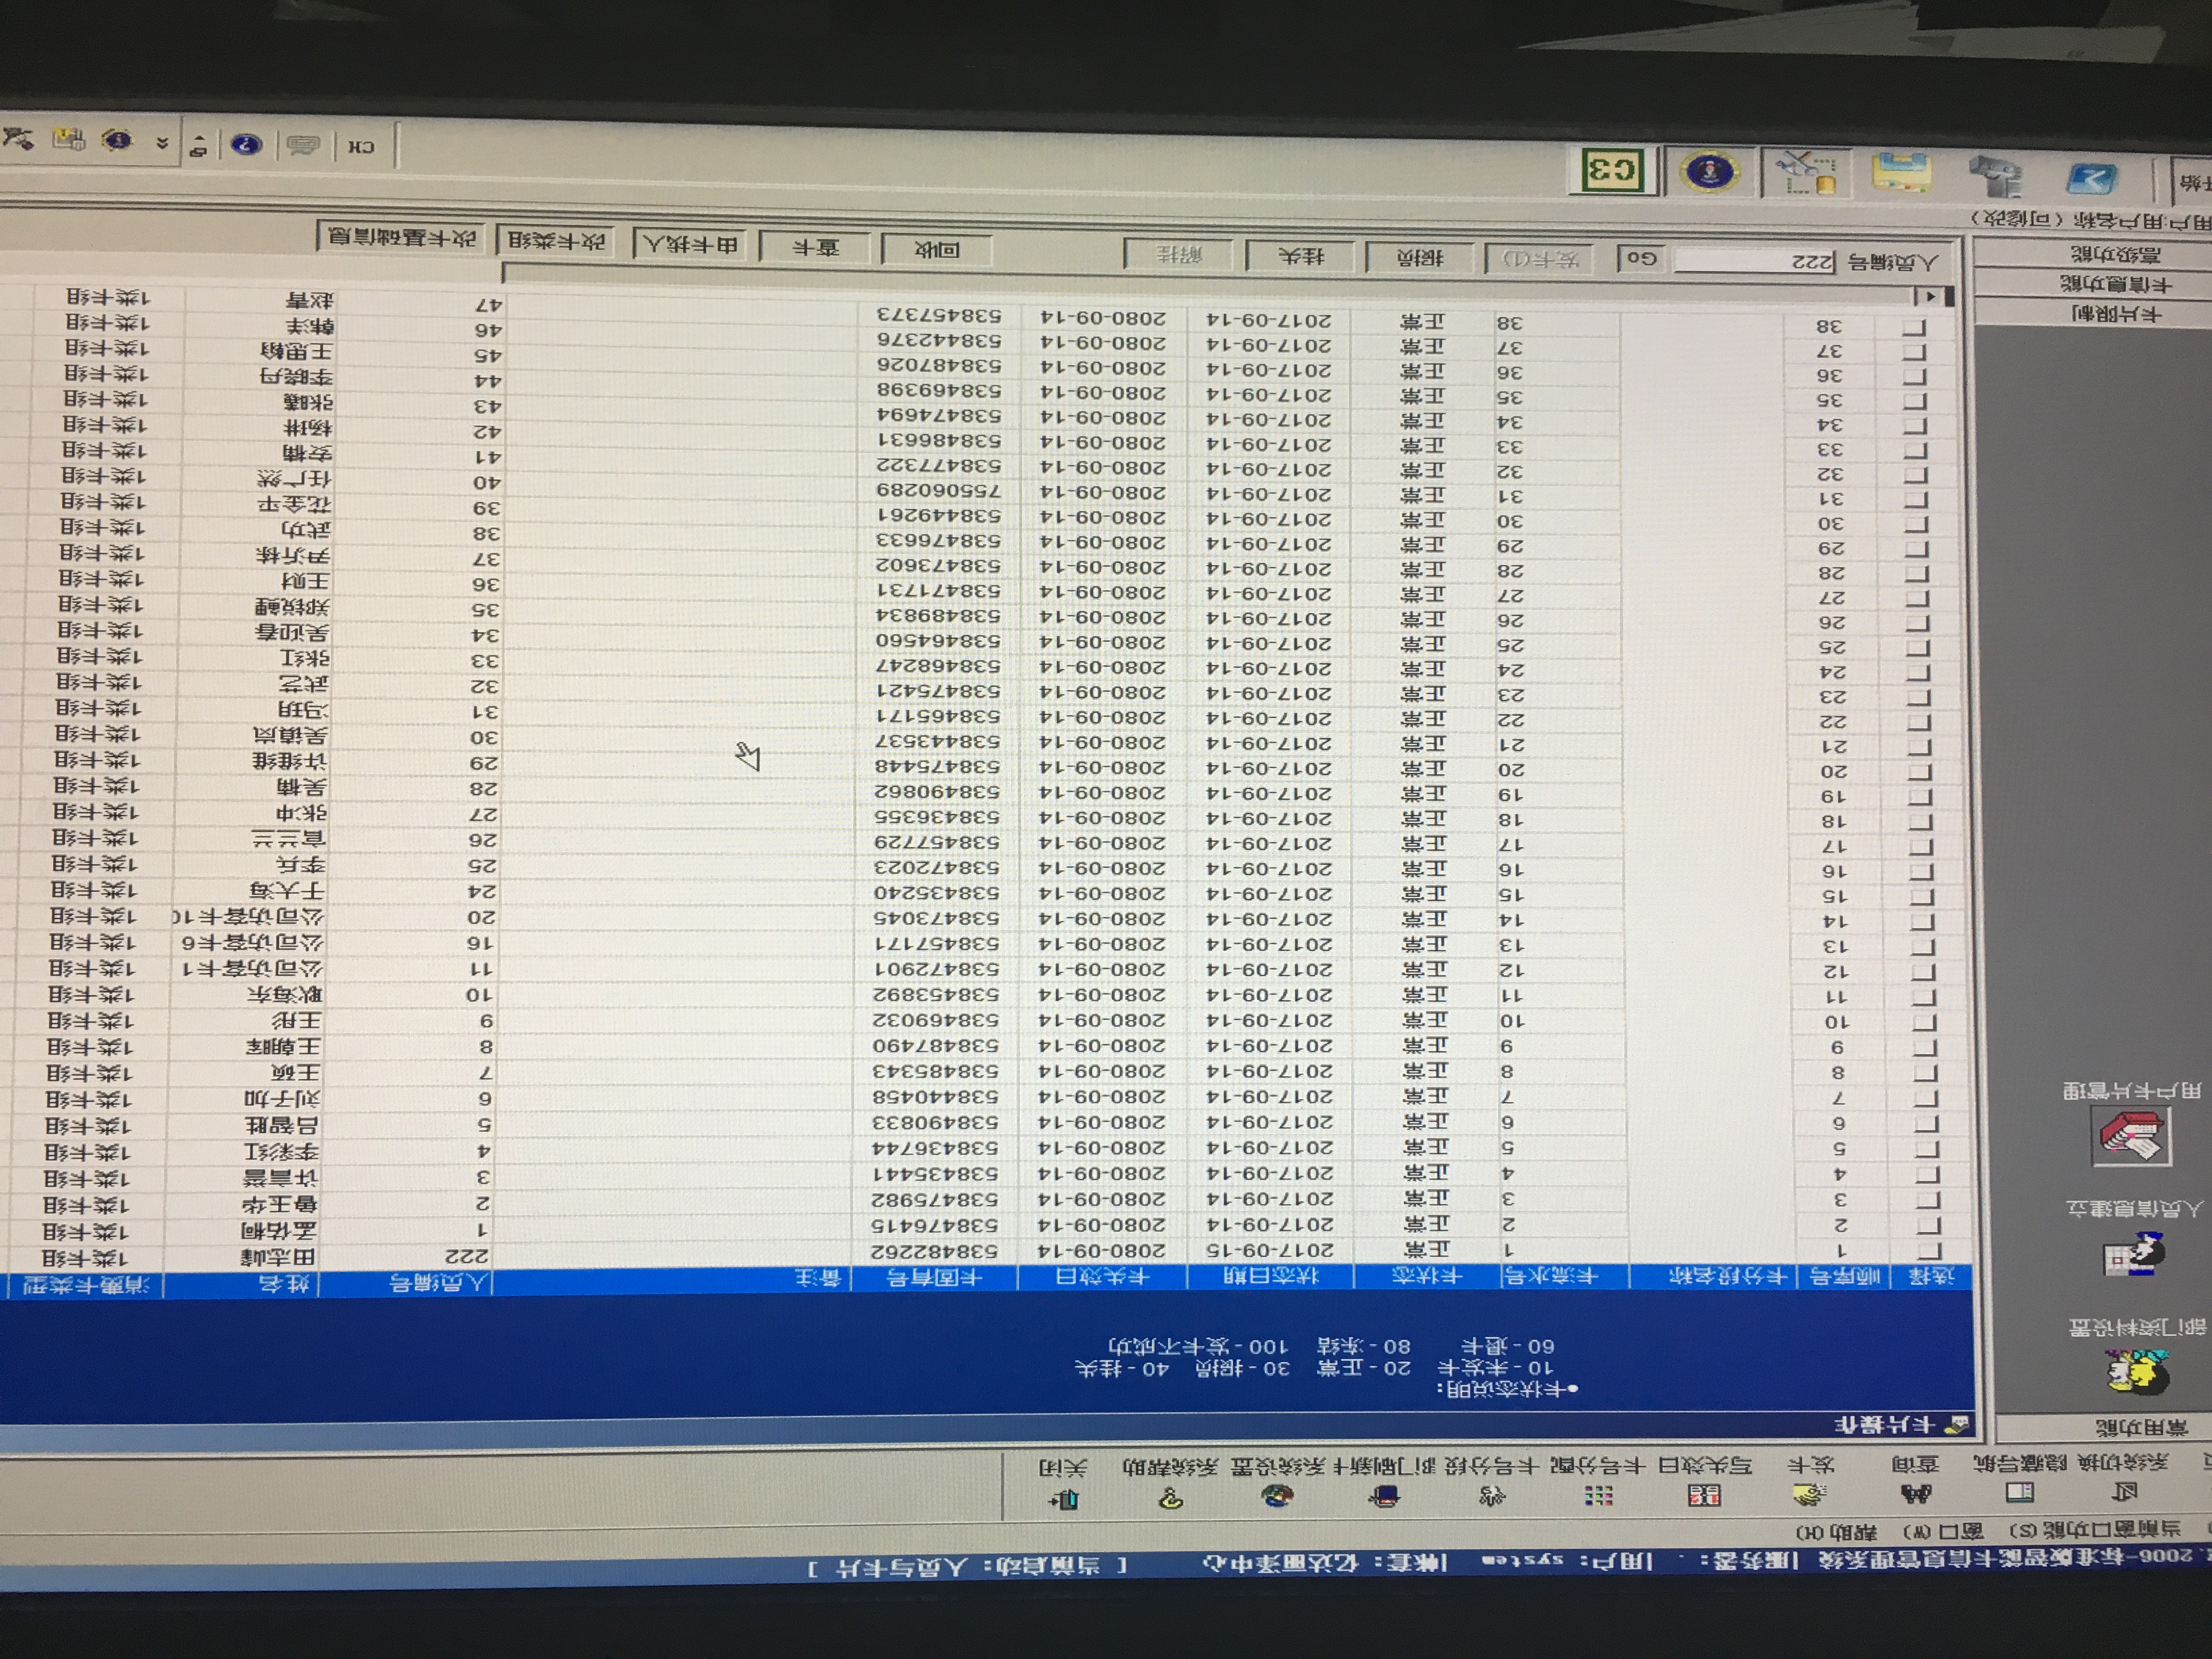 .2006-标准版智能卡信息管理系统 |服务器: . |用户: system |帐套: 亿达丽泽中心 [ 当前启动: 人员与卡片 ]
当前窗口功能(S) 窗口(W) 帮助(H)
系统切换 隐藏导航 查询 发卡 写失效日 卡号分配 卡号分段 部门刷新卡 系统设置 系统帮助 关闭
常用功能
部门资料设置
人员信息建立
用户卡片管理
卡片限制
卡信息功能
高级功能
卡片操作
●卡状态说明:
10-未发卡 20-正常 30-报损 40-挂失
60-退卡 80-冻结 100-发卡不成功
选择 顺序号 卡分段名称 卡流水号 卡状态 状态日期 卡失效日 卡固有号 备注 人员编号 姓名 消费卡类型
1 1 正常 2017-09-15 2080-09-14 538482262 222 田志峰 1类卡组
2 2 正常 2017-09-14 2080-09-14 538476415 1 孟佑桐 1类卡组
3 3 正常 2017-09-14 2080-09-14 538475982 2 鲁玉华 1类卡组
4 4 正常 2017-09-14 2080-09-14 538435441 3 许言誉 1类卡组
5 5 正常 2017-09-14 2080-09-14 538436744 4 李彩红 1类卡组
6 6 正常 2017-09-14 2080-09-14 538490833 5 吕智胜 1类卡组
7 7 正常 2017-09-14 2080-09-14 538440458 6 刘子加 1类卡组
8 8 正常 2017-09-14 2080-09-14 538485343 7 王硕 1类卡组
9 9 正常 2017-09-14 2080-09-14 538487490 8 王朝晖 1类卡组
10 10 正常 2017-09-14 2080-09-14 538469032 9 王彤 1类卡组
11 11 正常 2017-09-14 2080-09-14 538453892 10 耿海东 1类卡组
12 12 正常 2017-09-14 2080-09-14 538472901 11 公司访客卡1 1类卡组
13 13 正常 2017-09-14 2080-09-14 538457171 16 公司访客卡6 1类卡组
14 14 正常 2017-09-14 2080-09-14 538473045 20 公司访客卡10 1类卡组
15 15 正常 2017-09-14 2080-09-14 538435240 24 于大海 1类卡组
16 16 正常 2017-09-14 2080-09-14 538472023 25 李兵 1类卡组
17 17 正常 2017-09-14 2080-09-14 538457729 26 官兰兰 1类卡组
18 18 正常 2017-09-14 2080-09-14 538436355 27 张冲 1类卡组
19 19 正常 2017-09-14 2080-09-14 538490862 28 吴楠 1类卡组
20 20 正常 2017-09-14 2080-09-14 538475448 29 许维维 1类卡组
21 21 正常 2017-09-14 2080-09-14 538443537 30 吴镇岚 1类卡组
22 22 正常 2017-09-14 2080-09-14 538465171 31 冯玥 1类卡组
23 23 正常 2017-09-14 2080-09-14 538475421 32 武艺 1类卡组
24 24 正常 2017-09-14 2080-09-14 538468247 33 张红 1类卡组
25 25 正常 2017-09-14 2080-09-14 538464560 34 吴迎春 1类卡组
26 26 正常 2017-09-14 2080-09-14 538489834 35 郑锐鲤 1类卡组
27 27 正常 2017-09-14 2080-09-14 538471731 36 王财 1类卡组
28 28 正常 2017-09-14 2080-09-14 538473602 37 尹沂栋 1类卡组
29 29 正常 2017-09-14 2080-09-14 538476633 38 武功 1类卡组
30 30 正常 2017-09-14 2080-09-14 538449261 39 花金平 1类卡组
31 31 正常 2017-09-14 2080-09-14 755060289 40 任广然 1类卡组
32 32 正常 2017-09-14 2080-09-14 538477322 41 安楠 1类卡组
33 33 正常 2017-09-14 2080-09-14 538486631 42 杨琳 1类卡组
34 34 正常 2017-09-14 2080-09-14 538474694 43 张曦 1类卡组
35 35 正常 2017-09-14 2080-09-14 538469398 44 李晓丹 1类卡组
36 36 正常 2017-09-14 2080-09-14 538487026 45 王思翰 1类卡组
37 37 正常 2017-09-14 2080-09-14 538442376 46 韩洋 1类卡组
38 38 正常 2017-09-14 2080-09-14 538457373 47 赵青 1类卡组
人员编号 222 Go 发卡(1) 报损 挂失 解挂 回收 查卡 由卡找人 改卡类组 改卡基础信息
用户:用户名称（可修改）
开始 C3 CH